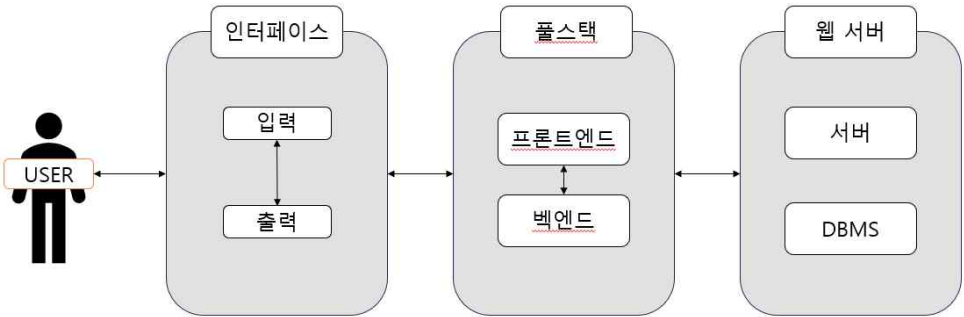 인터페이스
풀스택
웹 서버
입력
프론트엔드
서버
USER
출력
벡엔드
DBMS